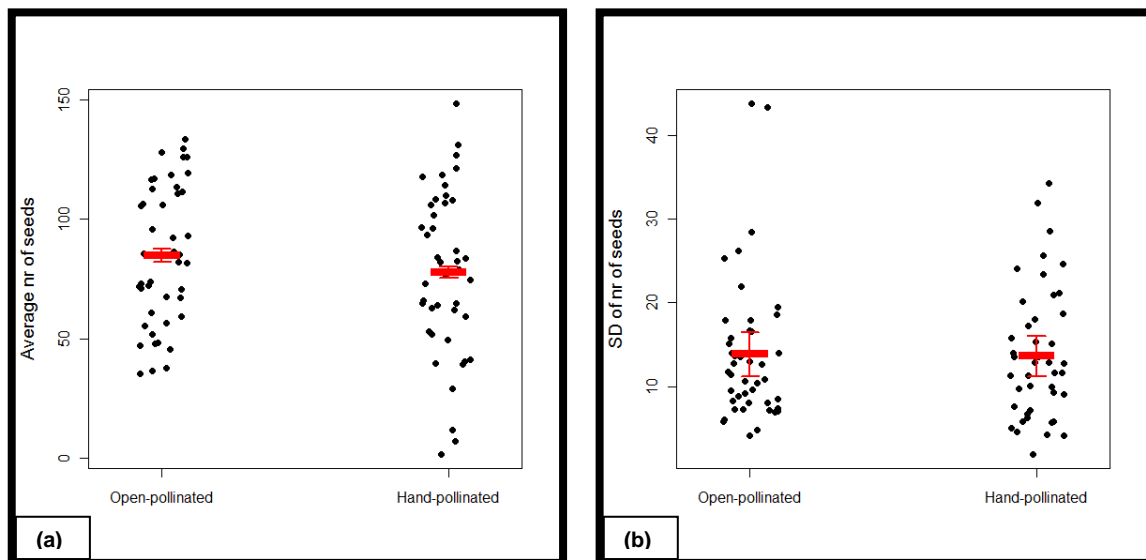 Average nr of seeds
150
100
50
0
Open-pollinated
Hand-pollinated
(a)
SD of nr of seeds
40
30
20
10
Open-pollinated
Hand-pollinated
(b)